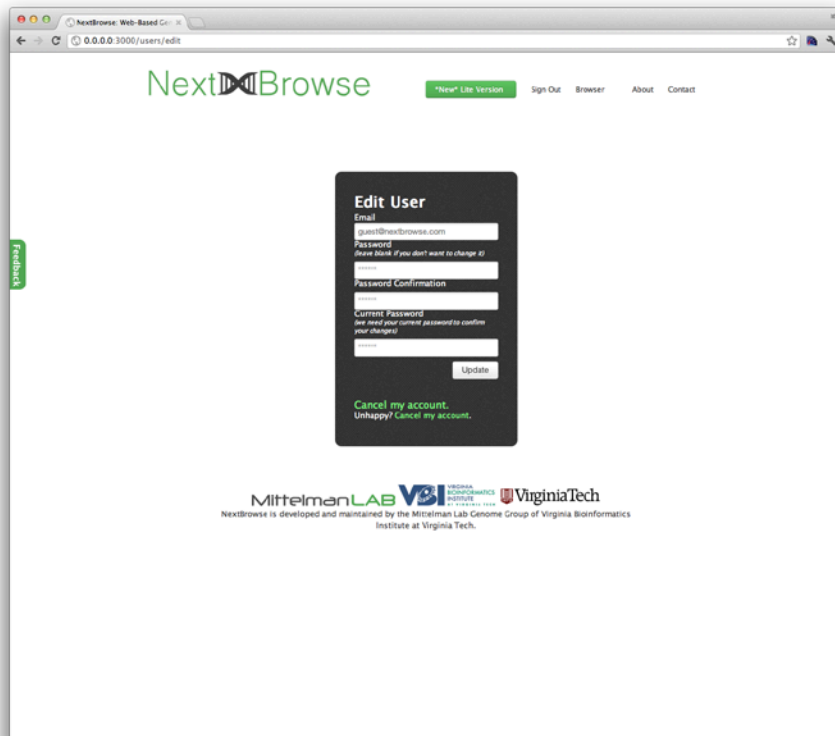 NextBrowse: Web-Based Gen
0.0.0.0:3000/users/edit
NextBrowse
*New* Lite Version Sign Out Browser About Contact
Feedback
Edit User
Email
guest@nextbrowse.com
Password
(leave blank if you don't want to change it)
******
Password Confirmation
******
Current Password
(we need your current password to confirm
your changes)
******
Update
Cancel my account.
Unhappy? Cancel my account.
MittelmanLAB VBI VIRGINIA BIOINFORMATICS INSTITUTE AT VIRGINIA TECH VirginiaTech
NextBrowse is developed and maintained by the Mittelman Lab Genome Group of Virginia Bioinformatics
Institute at Virginia Tech.